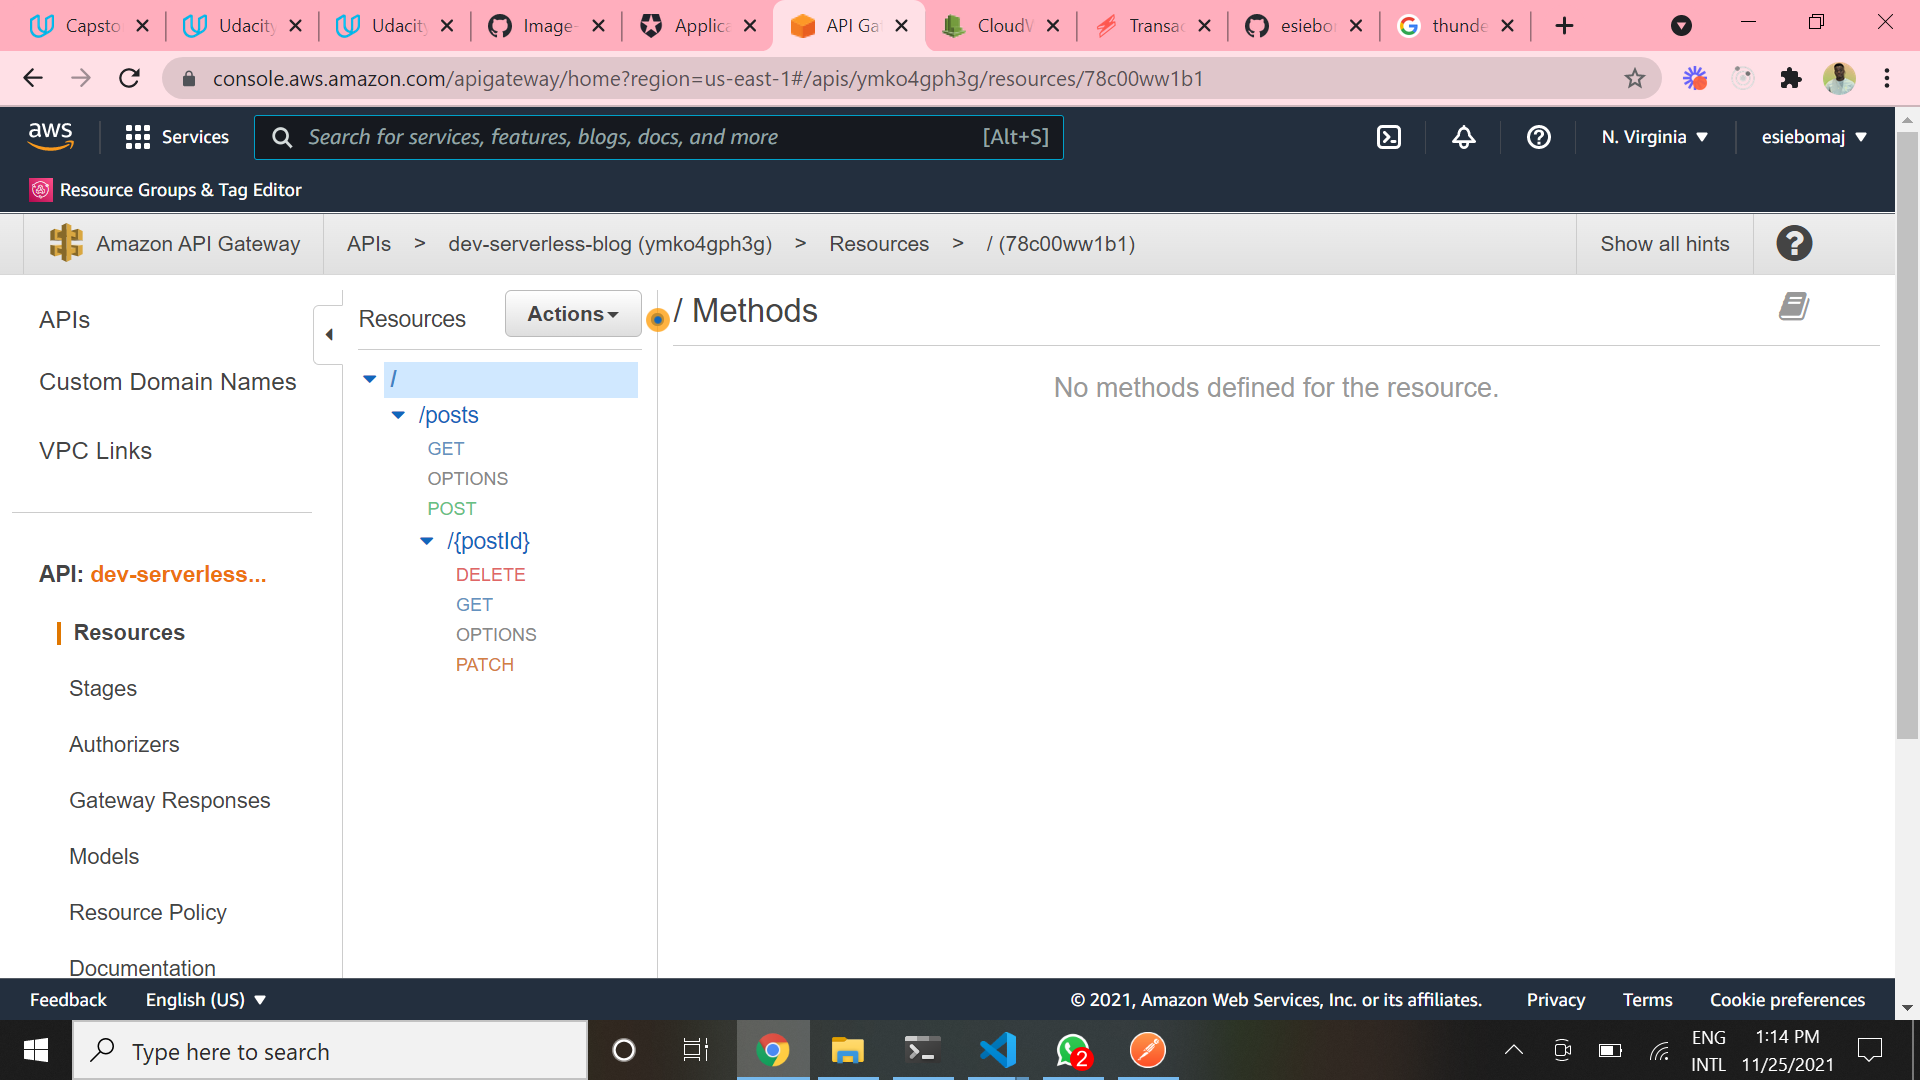 Capsto
Udacity
Udacity
Image-
Applica
API Gat
CloudW
Transac
esiebo
thunde
console.aws.amazon.com/apigateway/home?region=us-east-1#/apis/ymko4gph3g/resources/78c00ww1b1
aws
Services
Search for services, features, blogs, docs, and more [Alt+S]
N. Virginia
esiebomaj
Resource Groups & Tag Editor
Amazon API Gateway
APIs > dev-serverless-blog (ymko4gph3g) > Resources > / (78c00ww1b1)
Show all hints
APIs
Custom Domain Names
VPC Links
API: dev-serverless...
Resources
Stages
Authorizers
Gateway Responses
Models
Resource Policy
Documentation
Resources
Actions
/
/posts
GET
OPTIONS
POST
/{postId}
DELETE
GET
OPTIONS
PATCH
/ Methods
No methods defined for the resource.
Feedback
English (US)
© 2021, Amazon Web Services, Inc. or its affiliates.
Privacy
Terms
Cookie preferences
Type here to search
2
ENG
INTL
1:14 PM
11/25/2021